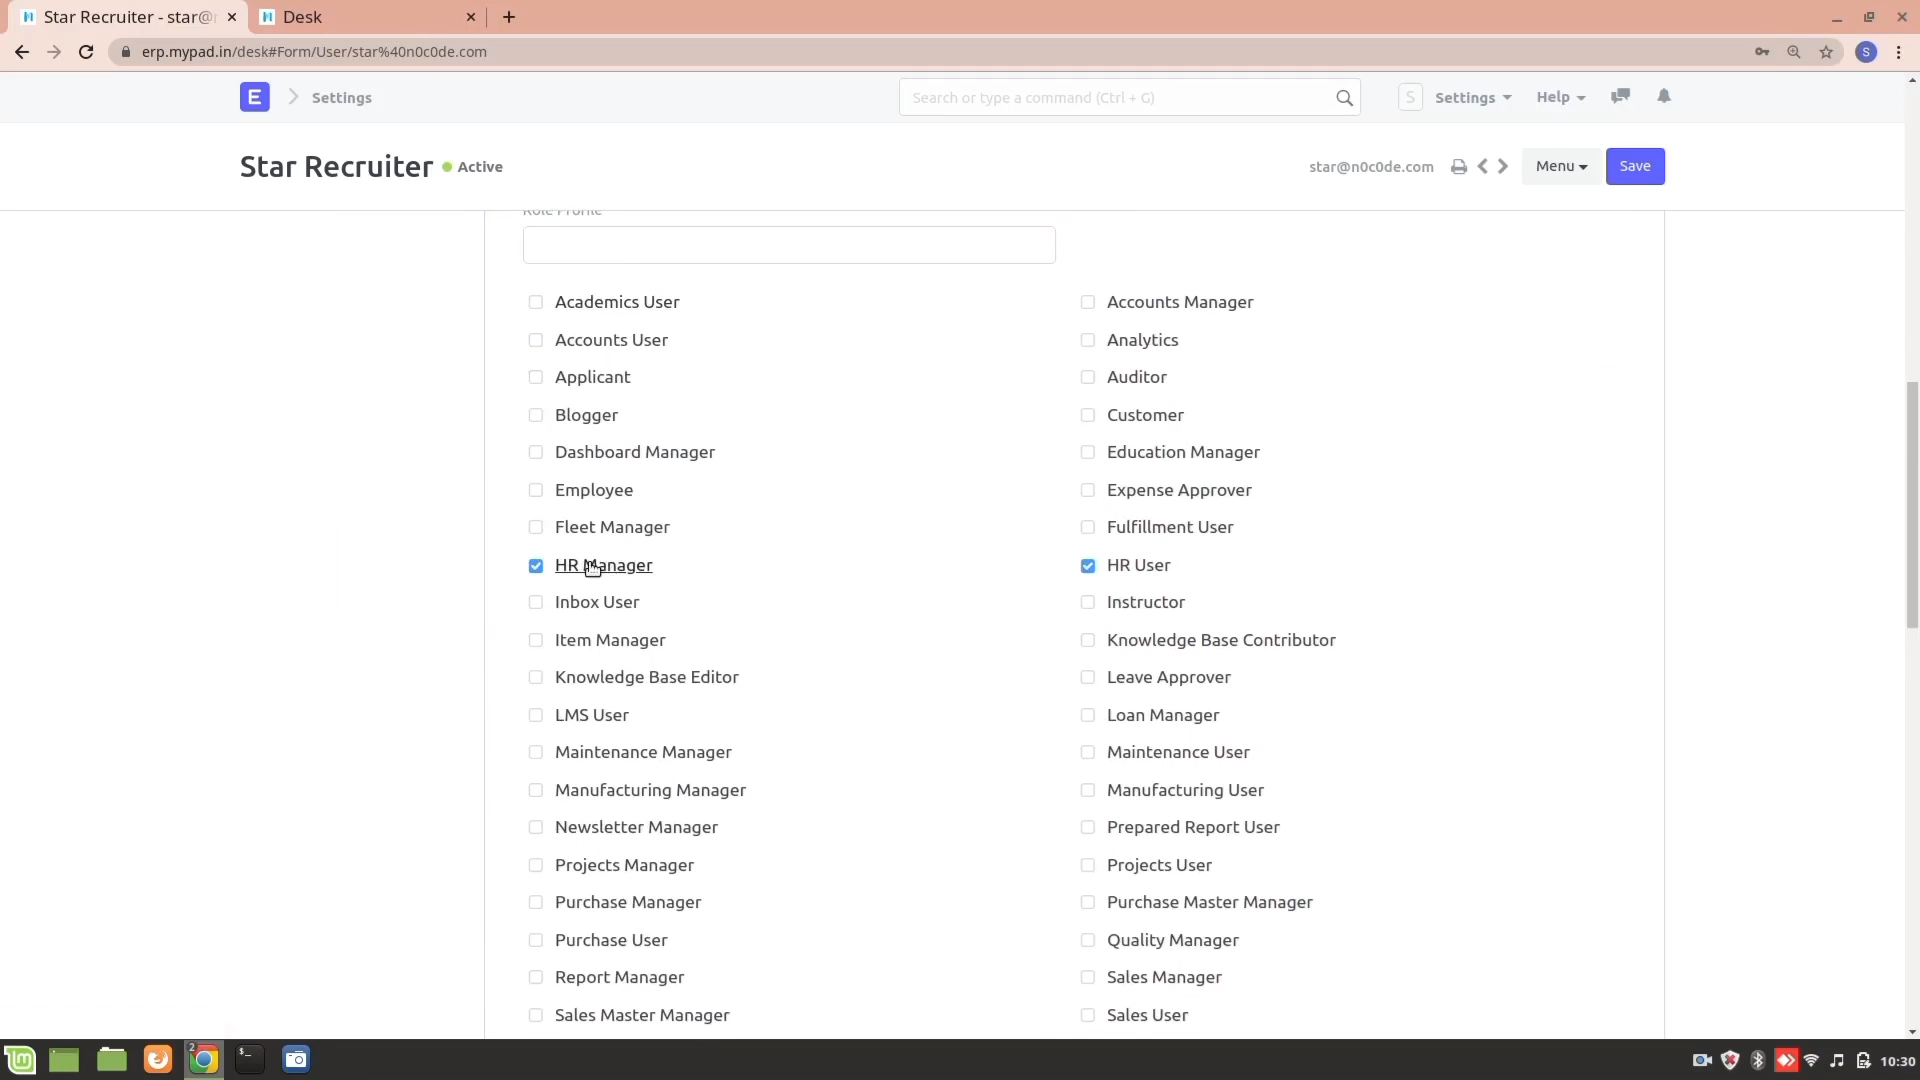 Star Recruiter - star@
Desk
erp.mypad.in/desk#Form/User/star%40n0c0de.com
S
E
Settings
Search or type a command (Ctrl + G)
S
Settings
Help
Star Recruiter
Active
star@n0c0de.com
Menu
Save
Role Profile
Academics User
Accounts Manager
Accounts User
Analytics
Applicant
Auditor
Blogger
Customer
Dashboard Manager
Education Manager
Employee
Expense Approver
Fleet Manager
Fulfillment User
HR Manager
HR User
Inbox User
Instructor
Item Manager
Knowledge Base Contributor
Knowledge Base Editor
Leave Approver
LMS User
Loan Manager
Maintenance Manager
Maintenance User
Manufacturing Manager
Manufacturing User
Newsletter Manager
Prepared Report User
Projects Manager
Projects User
Purchase Manager
Purchase Master Manager
Purchase User
Quality Manager
Report Manager
Sales Manager
Sales Master Manager
Sales User
2
10:30